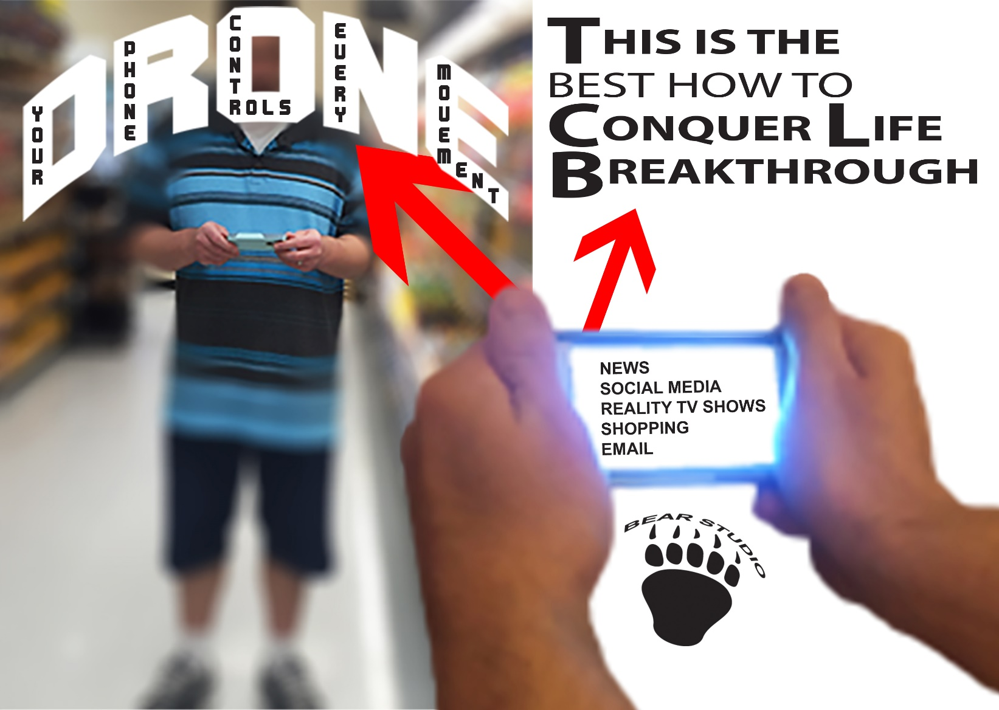 DRONE
YOUR
PHONE
CONTROLS
EVERY
MOVEMENT
THIS IS THE
BEST HOW TO
CONQUER LIFE
BREAKTHROUGH
NEWS
SOCIAL MEDIA
REALITY TV SHOWS
SHOPPING
EMAIL
BEAR STUDIO